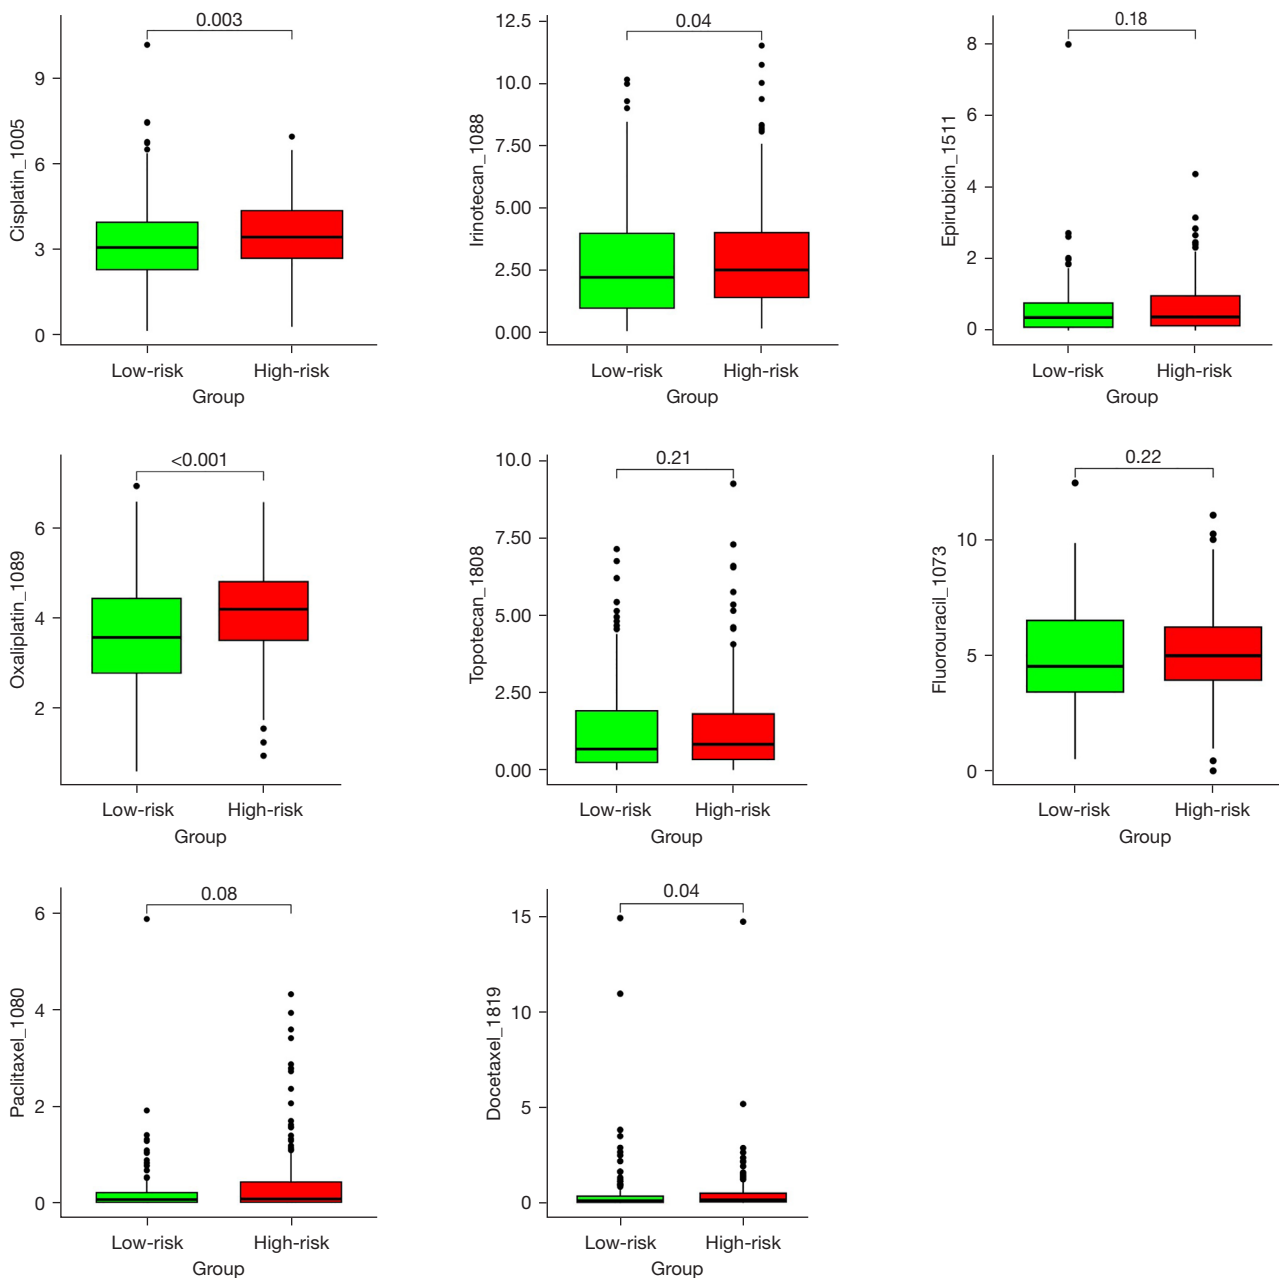 Cisplatin_1005
0.003
9
6
3
0
Low-risk High-risk
Group
Irinotecan_1088
0.04
12.5
10.0
7.50
5.00
2.50
0.00
Low-risk High-risk
Group
Epirubicin_1511
0.18
8
6
4
2
0
Low-risk High-risk
Group
Oxaliplatin_1089
<0.001
6
4
2
Low-risk High-risk
Group
Topotecan_1808
0.21
10.0
7.50
5.00
2.50
0.00
Low-risk High-risk
Group
Fluorouracil_1073
0.22
10
5
0
Low-risk High-risk
Group
Paclitaxel_1080
0.08
6
4
2
0
Low-risk High-risk
Group
Docetaxel_1819
0.04
15
10
5
0
Low-risk High-risk
Group